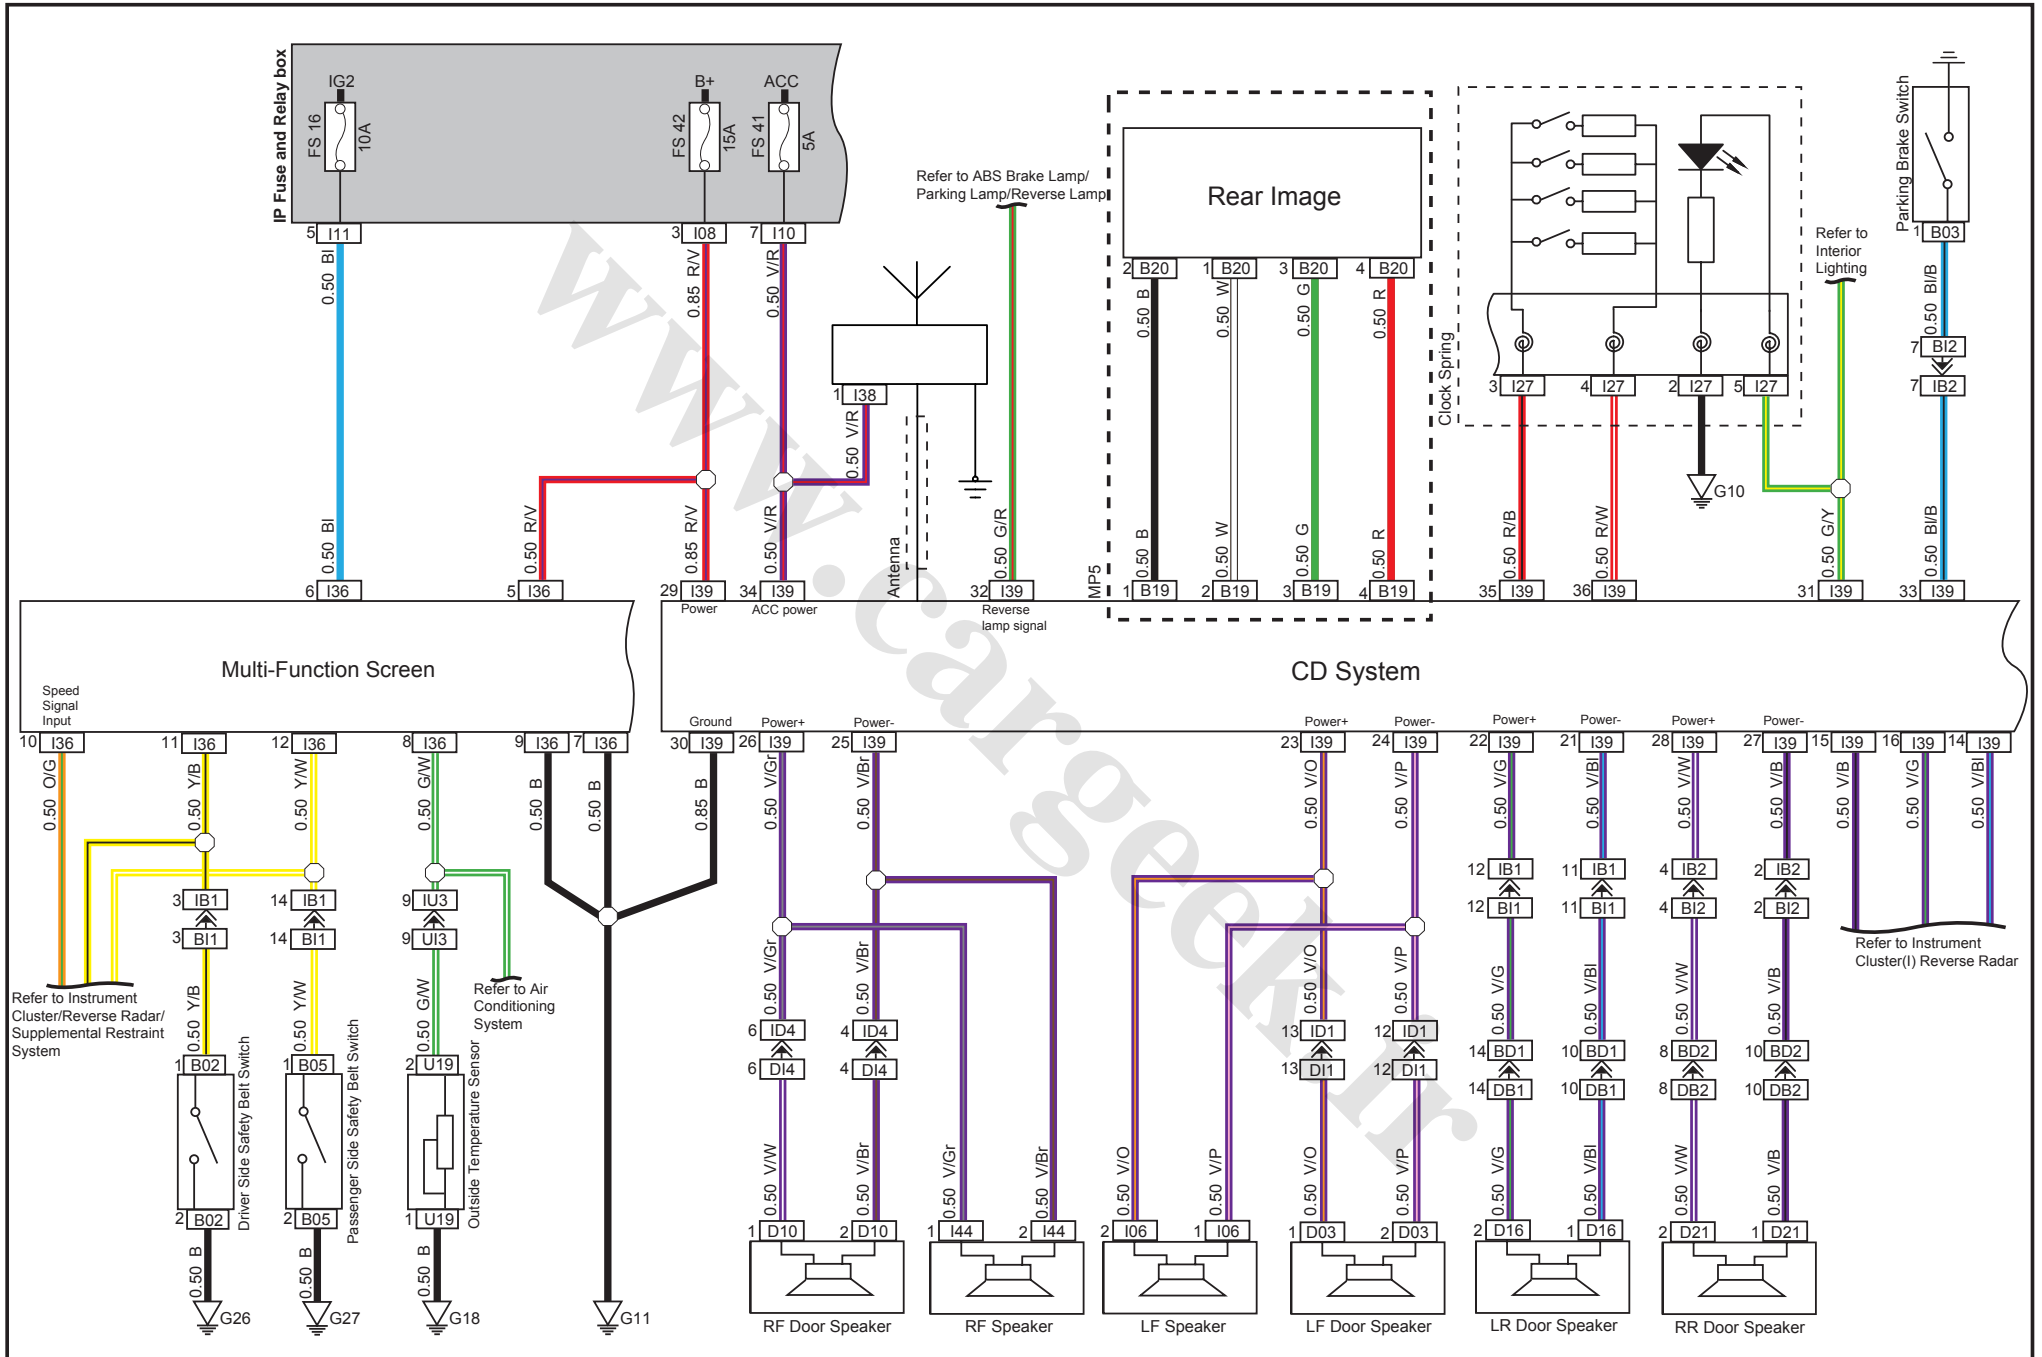 IP Fuse and Relay box
IG2
B+
ACC
FS 16
10A
FS 42
15A
FS 41
5A
5 I11
3 I08
7 I10
0.50 Bl
0.85 R/V
0.50 V/R
1 I38
0.50 V/R
Antenna
Refer to ABS Brake Lamp/
Parking Lamp/Reverse Lamp
Rear Image
2 B20
1 B20
3 B20
4 B20
0.50 B
0.50 W
0.50 G
0.50 R
MP5
Clock Spring
3 I27
4 I27
2 I27
5 I27
G10
Refer to
Interior
Lighting
Parking Brake Switch
1 B03
0.50 Bl/B
7 BI2
7 IB2
0.50 Bl
0.50 R/V
0.85 R/V
0.50 V/R
0.50 G/R
0.50 B
0.50 W
0.50 G
0.50 R
0.50 R/B
0.50 R/W
0.50 G/Y
0.50 Bl/B
6 I36
5 I36
29 I39
34 I39
32 I39
1 B19
2 B19
3 B19
4 B19
35 I39
36 I39
31 I39
33 I39
Power
ACC power
Reverse
lamp signal
Multi-Function Screen
CD System
Speed
Signal
Input
Ground
Power+
Power-
Power+
Power-
Power+
Power-
Power+
Power-
10 I36
11 I36
12 I36
8 I36
9 I36
7 I36
30 I39
26 I39
25 I39
23 I39
24 I39
22 I39
21 I39
28 I39
27 I39
15 I39
16 I39
14 I39
0.50 O/G
0.50 Y/B
0.50 Y/W
0.50 G/W
0.50 B
0.50 B
0.85 B
0.50 V/Gr
0.50 V/Br
0.50 V/O
0.50 V/P
0.50 V/G
0.50 V/Bl
0.50 V/W
0.50 V/B
0.50 V/B
0.50 V/G
0.50 V/Bl
3 IB1
14 IB1
9 IU3
12 IB1
11 IB1
4 IB2
2 IB2
3 BI1
14 BI1
9 UI3
12 BI1
11 BI1
4 BI2
2 BI2
Refer to Instrument
Cluster(I) Reverse Radar
Refer to Instrument
Cluster/Reverse Radar/
Supplemental Restraint
System
Refer to Air
Conditioning
System
0.50 Y/B
0.50 Y/W
0.50 G/W
0.50 V/Gr
0.50 V/Br
0.50 V/O
0.50 V/P
0.50 V/G
0.50 V/Bl
0.50 V/W
0.50 V/B
6 ID4
4 ID4
13 ID1
12 ID1
14 BD1
10 BD1
8 BD2
10 BD2
6 DI4
4 DI4
13 DI1
12 DI1
14 DB1
10 DB1
8 DB2
10 DB2
1 B02
1 B05
2 U19
Driver Side Safety Belt Switch
Passenger Side Safety Belt Switch
Outside Temperature Sensor
2 B02
2 B05
1 U19
0.50 B
0.50 B
0.50 B
G26
G27
G18
G11
0.50 V/W
0.50 V/Br
0.50 V/Gr
0.50 V/Br
0.50 V/O
0.50 V/P
0.50 V/O
0.50 V/P
0.50 V/G
0.50 V/Bl
0.50 V/W
0.50 V/B
1 D10
2 D10
1 I44
2 I44
2 I06
1 I06
1 D03
2 D03
2 D16
1 D16
2 D21
1 D21
RF Door Speaker
RF Speaker
LF Speaker
LF Door Speaker
LR Door Speaker
RR Door Speaker
www.cargeek.ir